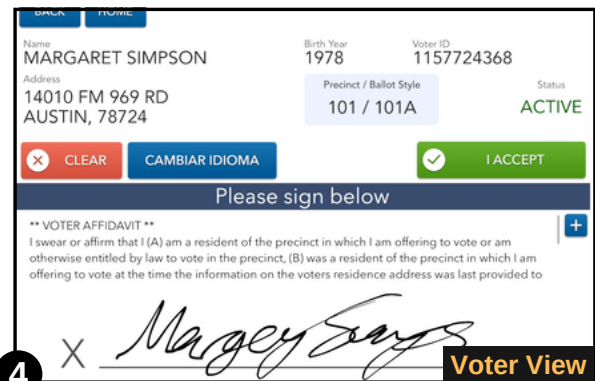 BACK HOME
Name Birth Year Voter ID
MARGARET SIMPSON 1978 1157724368
Address Precinct / Ballot Style Status
14010 FM 969 RD 101 / 101A ACTIVE
AUSTIN, 78724
CLEAR CAMBIAR IDIOMA I ACCEPT
Please sign below
** VOTER AFFIDAVIT **
I swear or affirm that I (A) am a resident of the precinct in which I am offering to vote or am
otherwise entitled by law to vote in the precinct, (B) was a resident of the precinct in which I am
offering to vote at the time the information on the voters residence address was last provided to
X Margey
4 Voter View